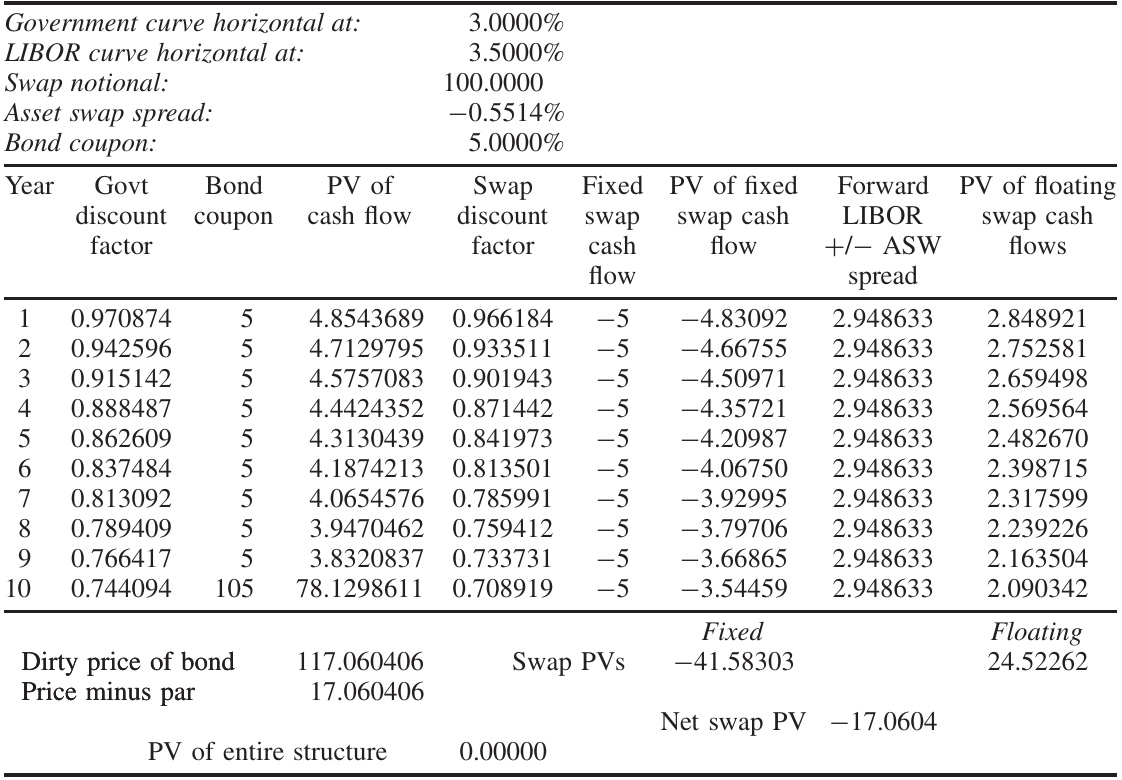 Government curve horizontal at: 3.0000%
LIBOR curve horizontal at: 3.5000%
Swap notional: 100.0000
Asset swap spread: −0.5514%
Bond coupon: 5.0000%
Year Govt Bond PV of Swap Fixed PV of fixed Forward PV of floating
discount coupon cash flow discount swap swap cash LIBOR swap cash
factor factor cash flow +/− ASW flows
flow spread
1 0.970874 5 4.8543689 0.966184 −5 −4.83092 2.948633 2.848921
2 0.942596 5 4.7129795 0.933511 −5 −4.66755 2.948633 2.752581
3 0.915142 5 4.5757083 0.901943 −5 −4.50971 2.948633 2.659498
4 0.888487 5 4.4424352 0.871442 −5 −4.35721 2.948633 2.569564
5 0.862609 5 4.3130439 0.841973 −5 −4.20987 2.948633 2.482670
6 0.837484 5 4.1874213 0.813501 −5 −4.06750 2.948633 2.398715
7 0.813092 5 4.0654576 0.785991 −5 −3.92995 2.948633 2.317599
8 0.789409 5 3.9470462 0.759412 −5 −3.79706 2.948633 2.239226
9 0.766417 5 3.8320837 0.733731 −5 −3.66865 2.948633 2.163504
10 0.744094 105 78.1298611 0.708919 −5 −3.54459 2.948633 2.090342
Fixed Floating
Dirty price of bond 117.060406 Swap PVs −41.58303 24.52262
Price minus par 17.060406
Net swap PV −17.0604
PV of entire structure 0.00000